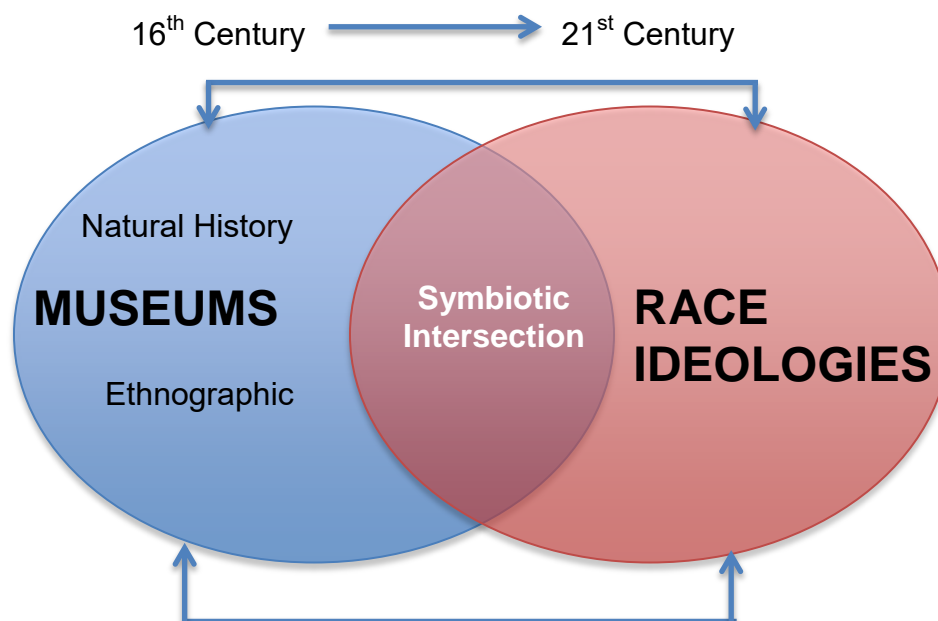 16th Century 21st Century
Natural History
MUSEUMS
Symbiotic
Intersection
RACE
IDEOLOGIES
Ethnographic